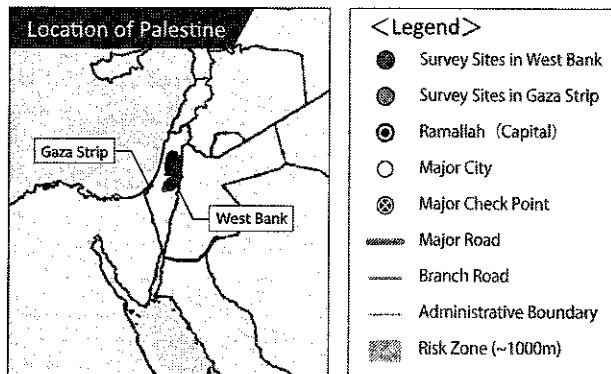 Location of Palestine
Gaza Strip
West Bank
<Legend>
Survey Sites in West Bank
Survey Sites in Gaza Strip
Ramallah (Capital)
Major City
Major Check Point
Major Road
Branch Road
Administrative Boundary
Risk Zone (~1000m)